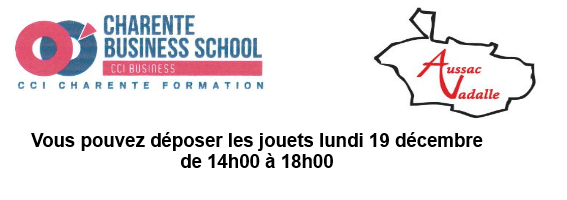 CHARENTE
BUSINESS SCHOOL
CCI BUSINESS
CCI CHARENTE FORMATION
Aussac
Vadalle
Vous pouvez déposer les jouets lundi 19 décembre
de 14h00 à 18h00